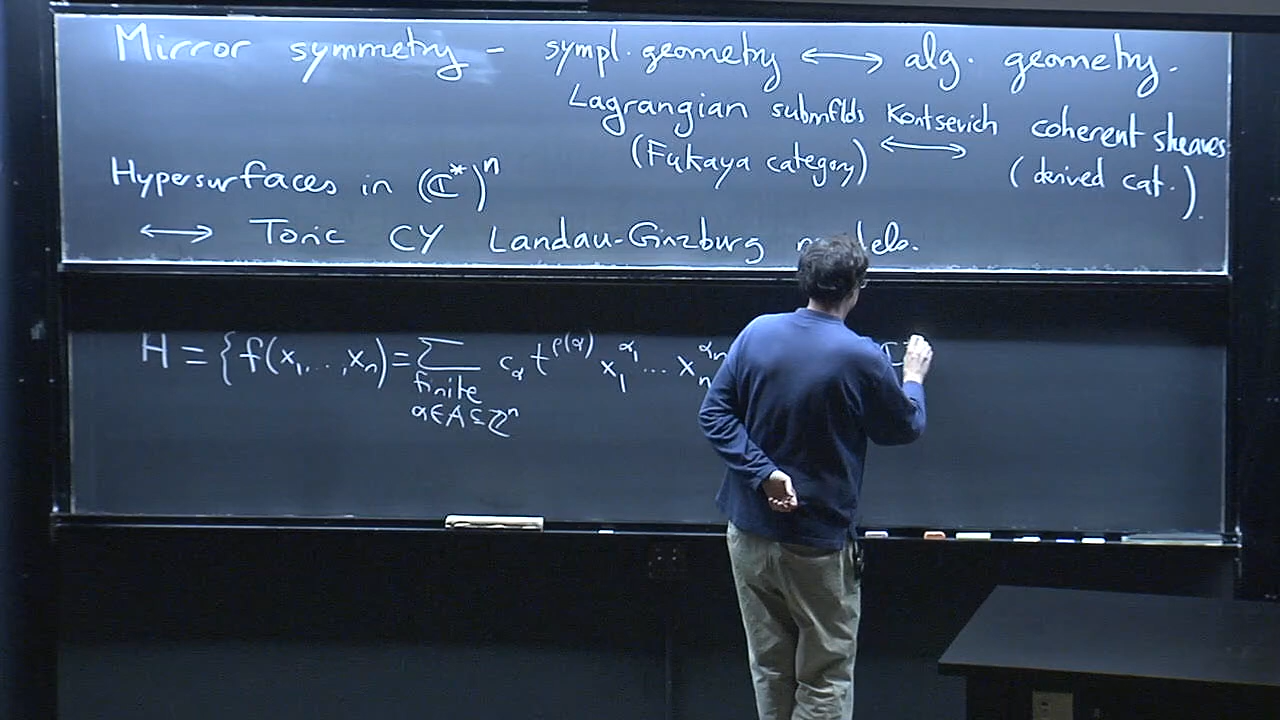 Mirror symmetry - sympl. geometry ⟷ alg. geometry.
Lagrangian submflds Kontsevich coherent sheaves
(Fukaya category) ⟷ (derived cat.)
Hypersurfaces in (ℂ*)ⁿ
⟷ Toric CY Landau-Ginzburg
H = {f(x₁,...,xₙ) = ∑ c_α t^{ρ(α)} x₁^{α₁} ... xₙ^{αₙ}
finite
α∈A⊆ℤⁿ